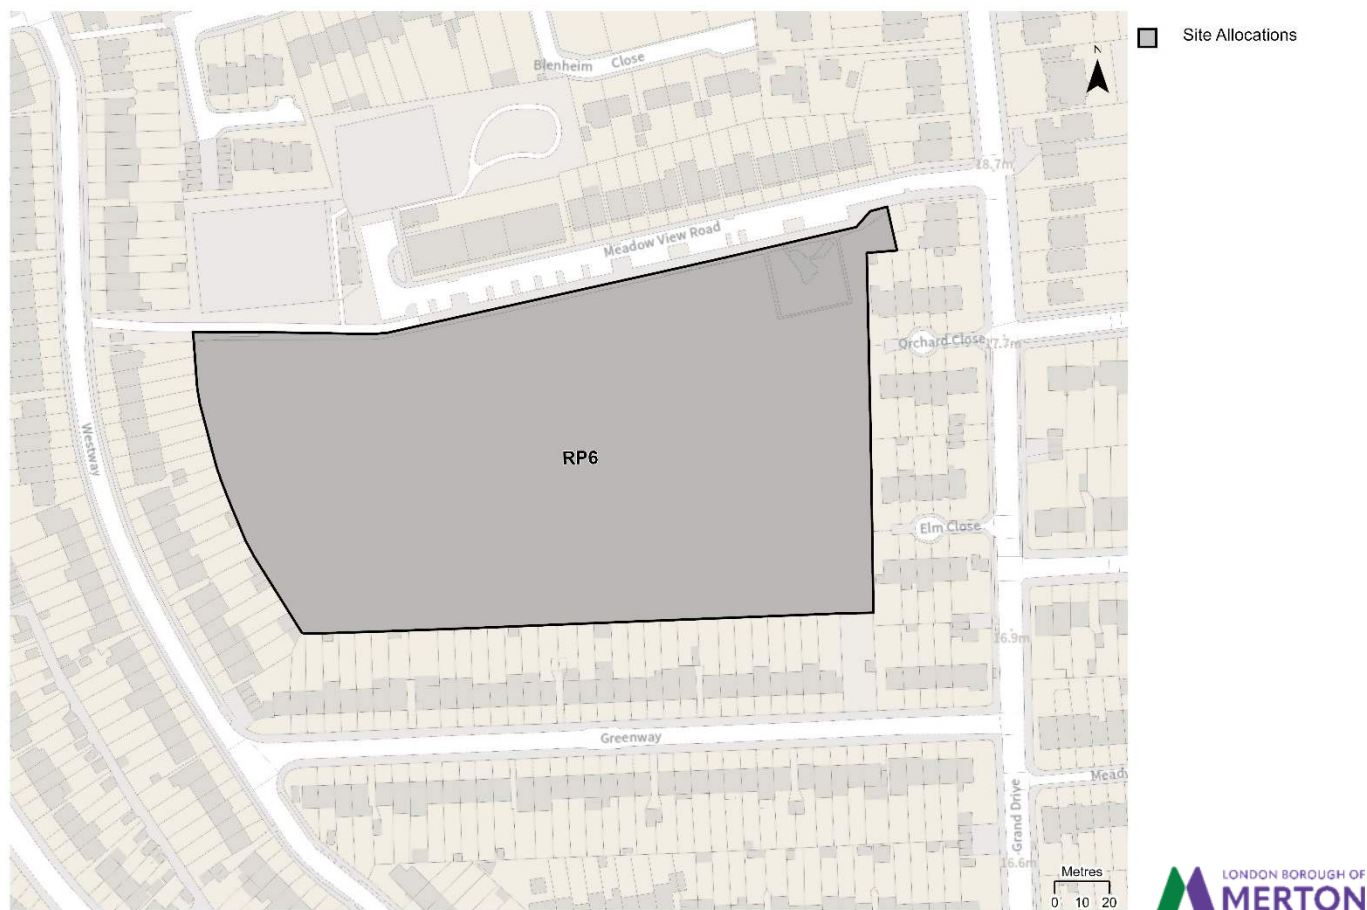 Site Allocations
N
Blenheim Close
18.7m
Meadow View Road
Orchard Close
17.7m
Westway
RP6
Elm Close
16.9m
Greenway
Meadw
Grand Drive
16.6m
Metres
0 10 20
LONDON BOROUGH OF
MERTON